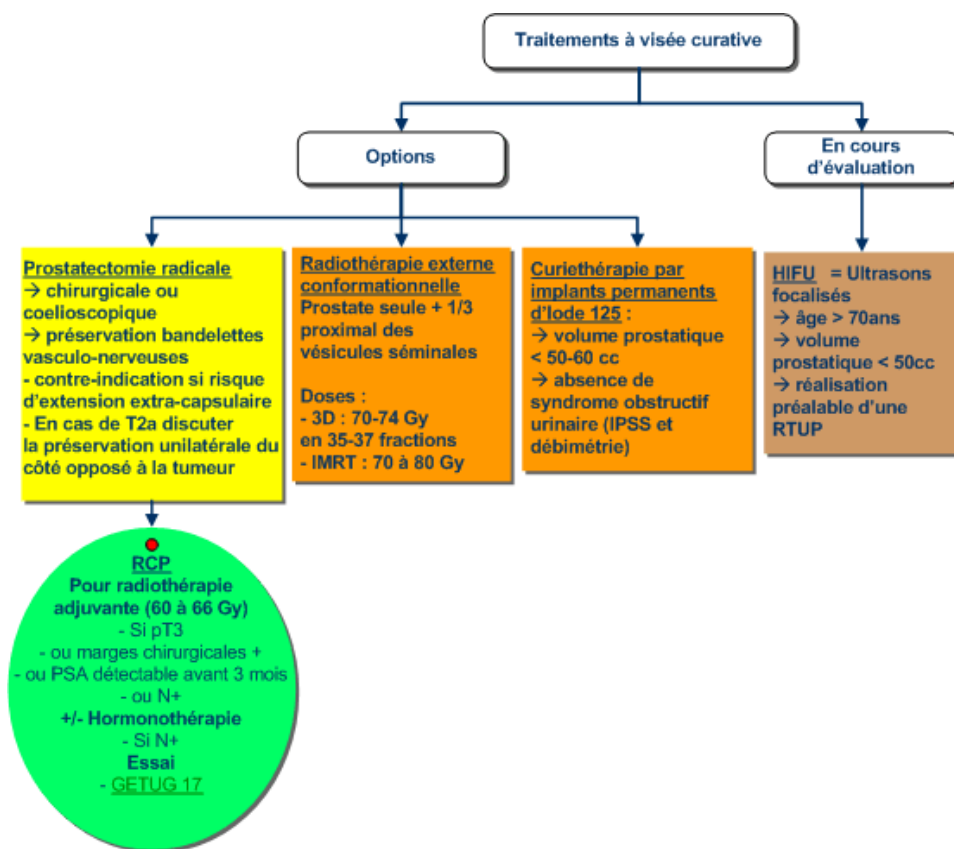 Traitements à visée curative
Options
En cours
d'évaluation
Prostatectomie radicale
→ chirurgicale ou
coelioscopique
→ préservation bandelettes
vasculo-nerveuses
- contre-indication si risque
d'extension extra-capsulaire
- En cas de T2a discuter
la préservation unilatérale du
côté opposé à la tumeur
Radiothérapie externe
conformationnelle
Prostate seule + 1/3
proximal des
vésicules séminales
Doses :
- 3D : 70-74 Gy
en 35-37 fractions
- IMRT : 70 à 80 Gy
Curiethérapie par
implants permanents
d'Iode 125 :
→ volume prostatique
< 50-60 cc
→ absence de
syndrome obstructif
urinaire (IPSS et
débimétrie)
HIFU = Ultrasons
focalisés
→ âge > 70ans
→ volume
prostatique < 50cc
→ réalisation
préalable d'une
RTUP
RCP
Pour radiothérapie
adjuvante (60 à 66 Gy)
- Si pT3
- ou marges chirurgicales +
- ou PSA détectable avant 3 mois
- ou N+
+/- Hormonothérapie
- Si N+
Essai
- GETUG 17